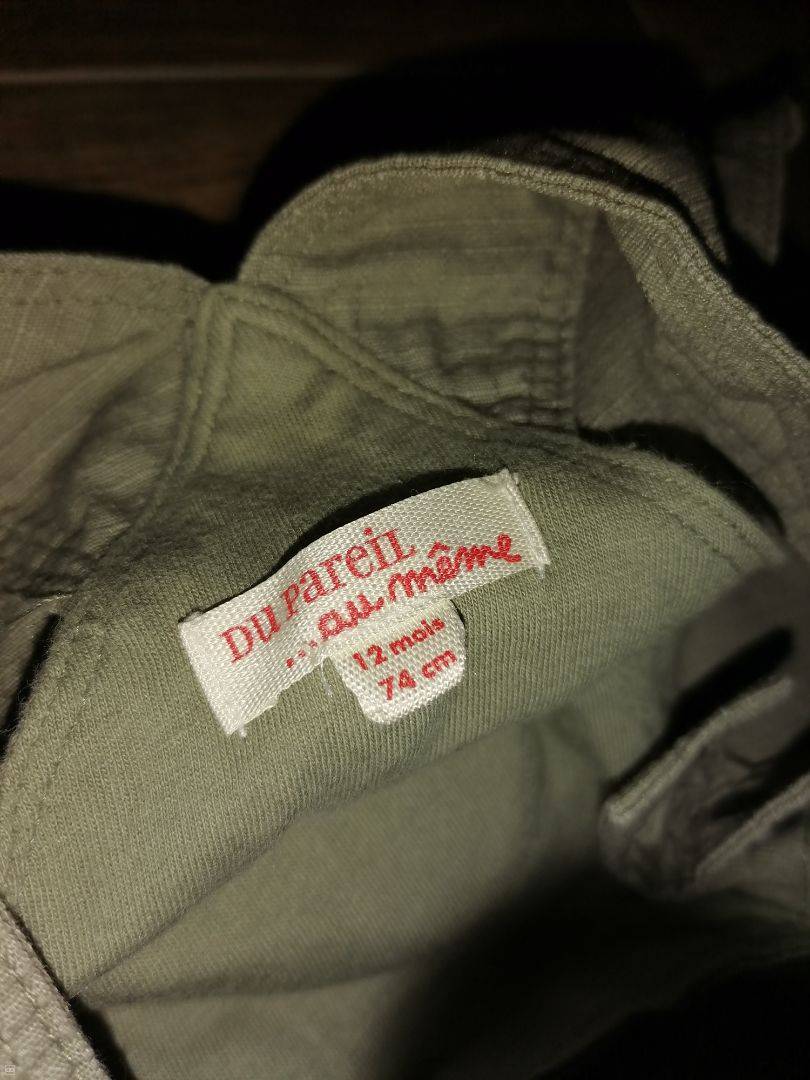 Du Pareil
...au même
12 mois
74 cm